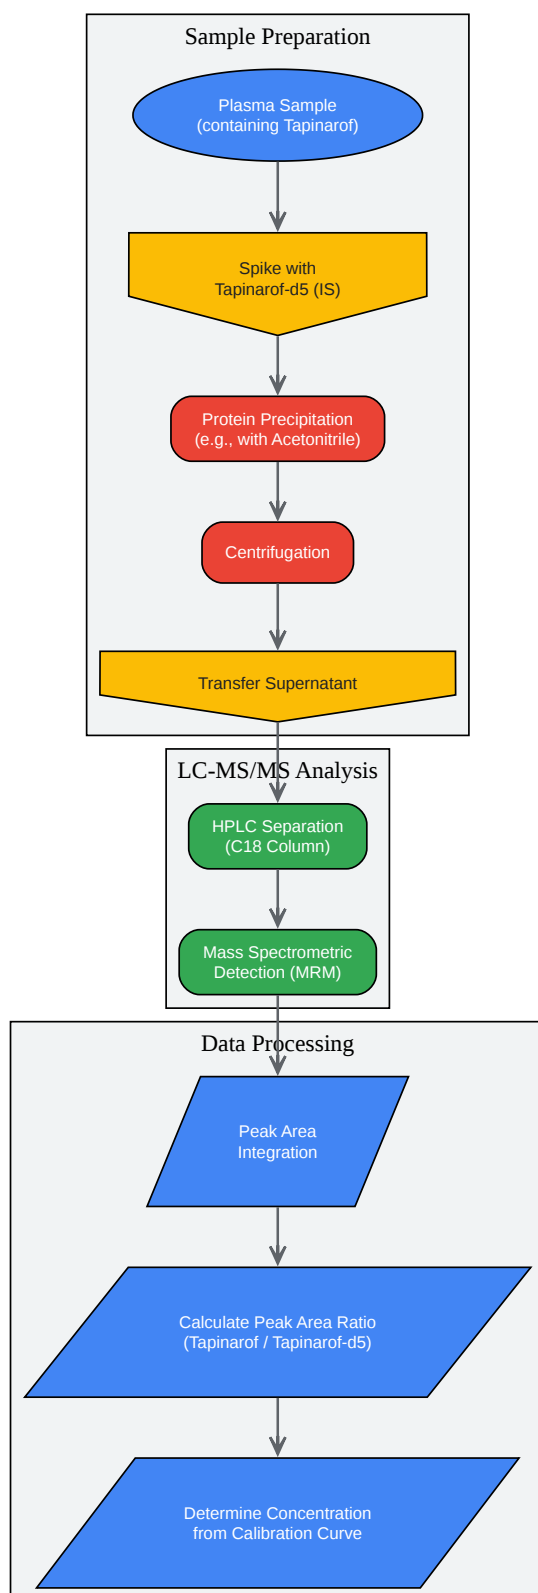 Sample Preparation
Plasma Sample
(containing Tapinarof)
Spike with
Tapinarof-d5 (IS)
Protein Precipitation
(e.g., with Acetonitrile)
Centrifugation
Transfer Supernatant
LC-MS/MS Analysis
HPLC Separation
(C18 Column)
Mass Spectrometric
Detection (MRM)
Data Processing
Peak Area
Integration
Calculate Peak Area Ratio
(Tapinarof / Tapinarof-d5)
Determine Concentration
from Calibration Curve